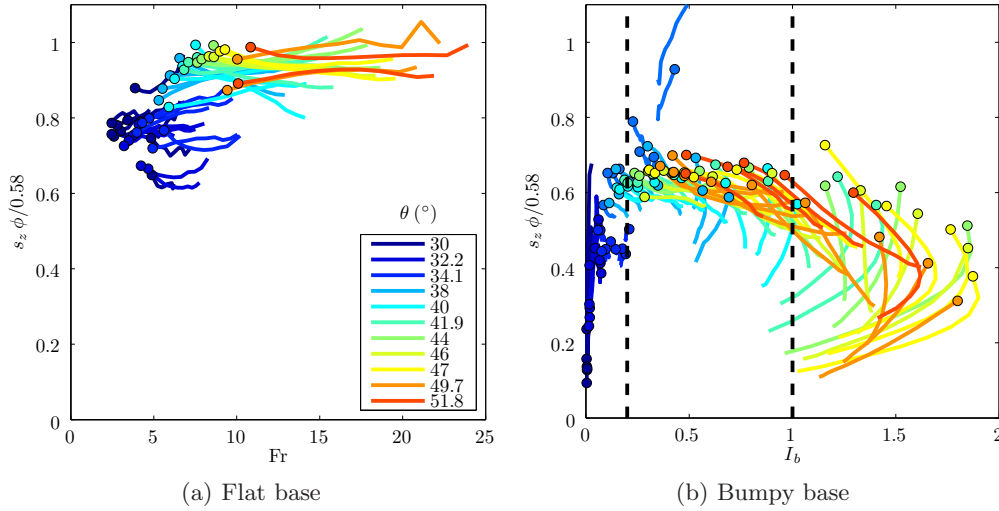 1
0.8
0.6
0.4
0.2
0
s_z ϕ/0.58
0 5 10 15 20 25
Fr
θ (°)
30
32.2
34.1
38
40
41.9
44
46
47
49.7
51.8
(a) Flat base
1
0.8
0.6
0.4
0.2
0
s_z ϕ/0.58
0 0.5 1 1.5 2
I_b
(b) Bumpy base